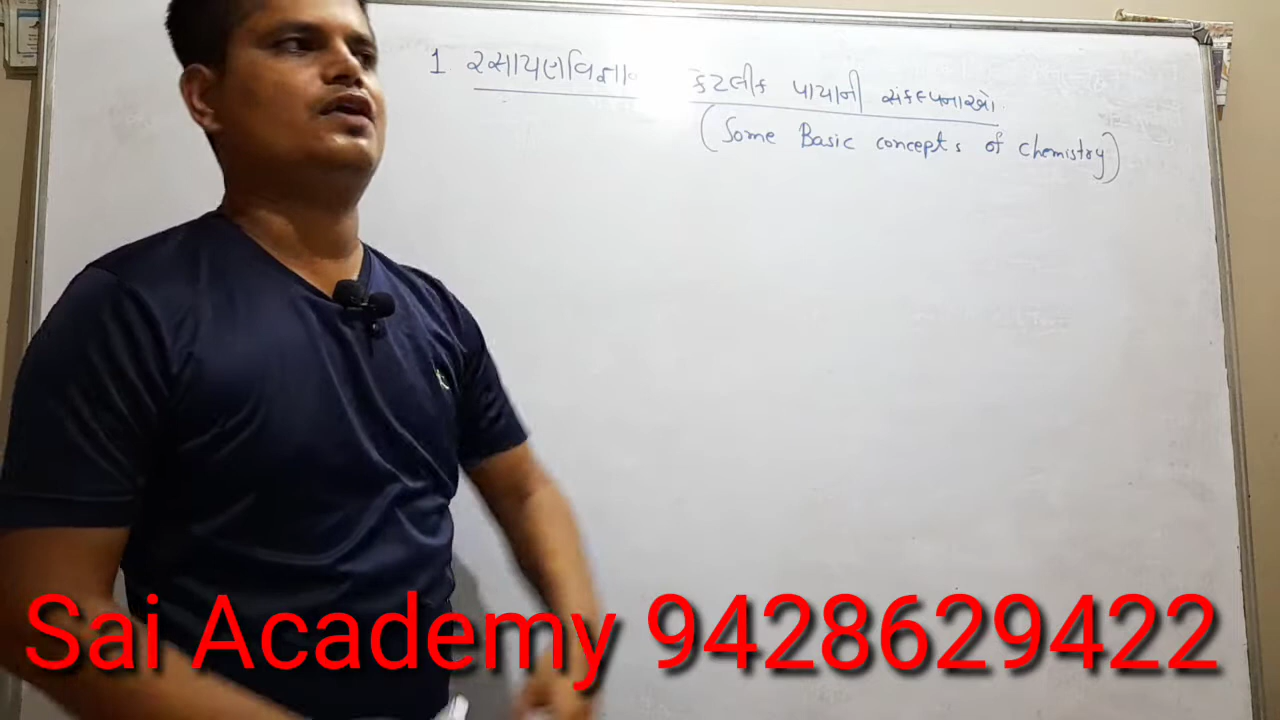 1 રસાયણવિજ્ઞા કેટલીક પાયાની સંકલ્પનાઓ
(Some Basic concepts of chemistry)
Sai Academy 9428629422